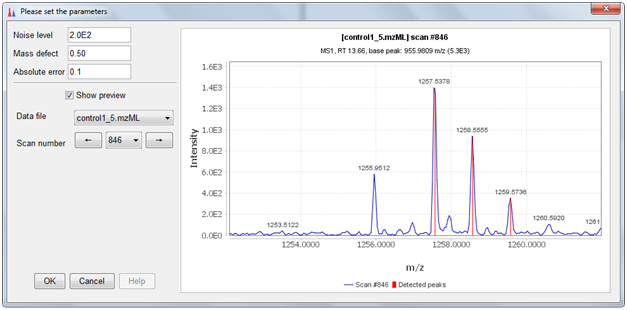 Please set the parameters
Noise level 2.0E2
Mass defect 0.50
Absolute error 0.1
Show preview
Data file control1_5.mzML
Scan number ← 846 →
OK Cancel Help
[control1_5.mzML] scan #846
MS1, RT 13.66, base peak: 955.9809 m/z (5.3E3)
Intensity
1.6E3
1.4E3
1.2E3
1.0E3
8.0E2
6.0E2
4.0E2
2.0E2
0.0E0
1257.5378
1258.5555
1255.9512
1259.5736
1253.5122
1260.5920
1261
1254.0000 1256.0000 1258.0000 1260.0000
m/z
Scan #846 Detected peaks